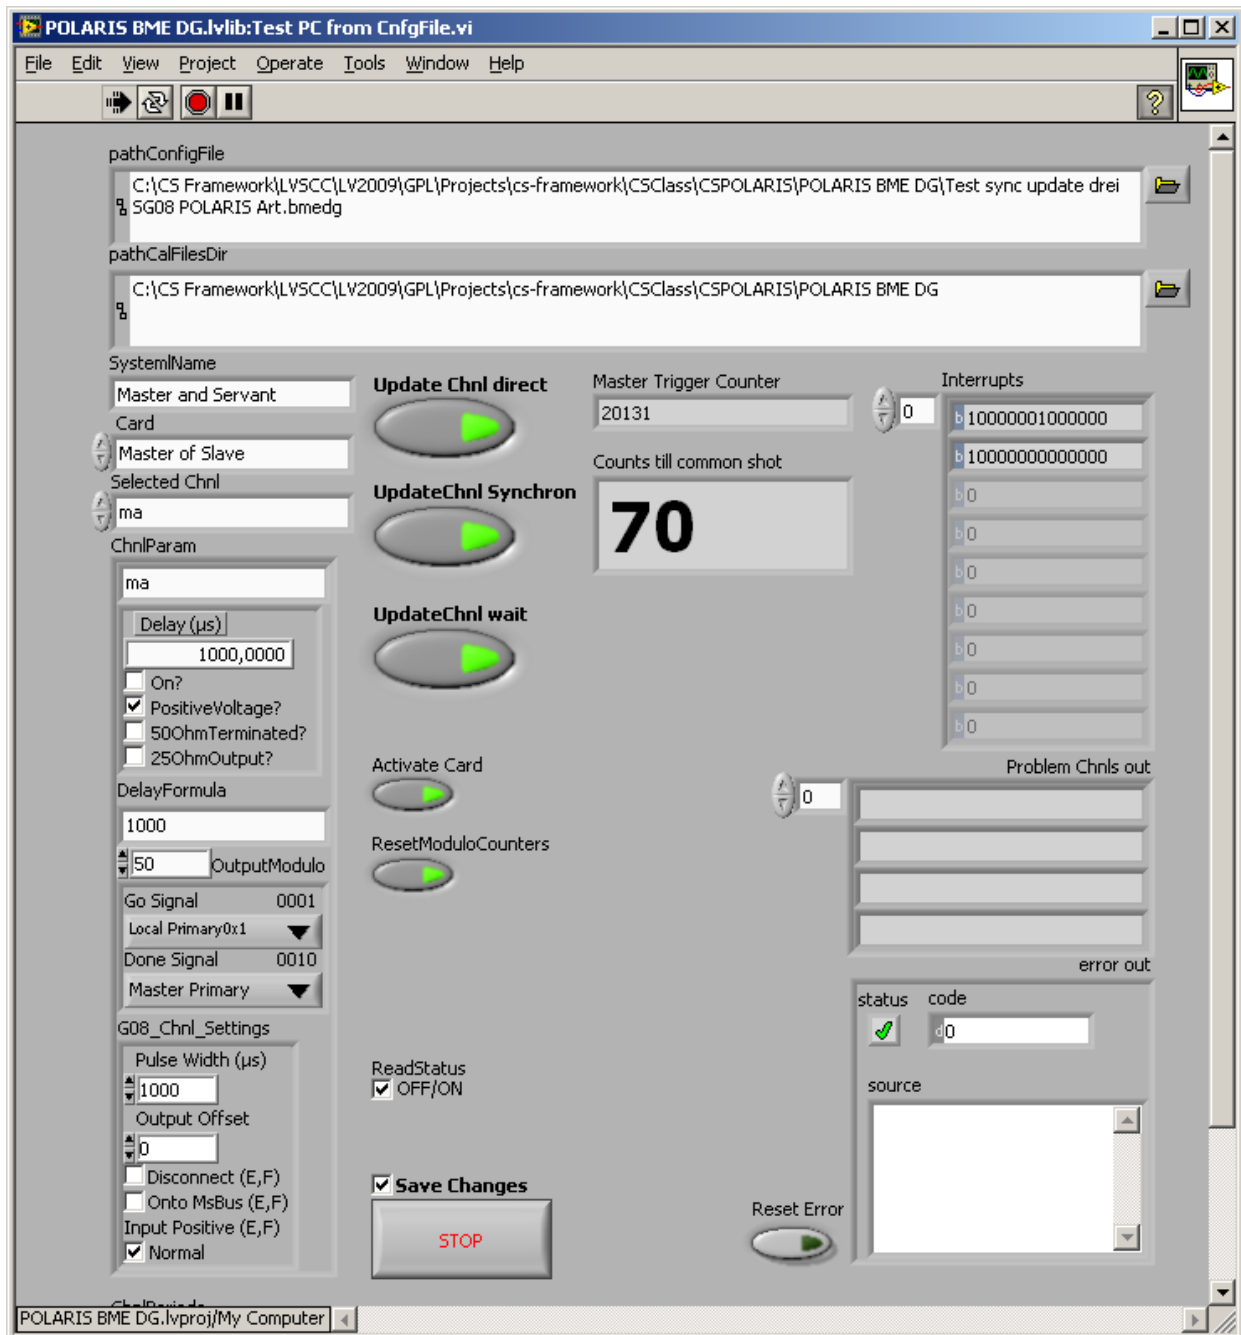 POLARIS BME DG.lvlib:Test PC from CnfgFile.vi
File Edit View Project Operate Tools Window Help
pathConfigFile
C:\CS Framework\LVSCC\LV2009\GPL\Projects\cs-framework\CSClass\CSPOLARIS\POLARIS BME DG\Test sync update drei
SG08 POLARIS Art.bmedg
pathCalFilesDir
C:\CS Framework\LVSCC\LV2009\GPL\Projects\cs-framework\CSClass\CSPOLARIS\POLARIS BME DG
SystemlName
Master and Servant
Card
Master of Slave
Selected Chnl
ma
ChnlParam
ma
Delay (µs)
1000,0000
On?
PositiveVoltage?
50OhmTerminated?
25OhmOutput?
DelayFormula
1000
50 OutputModulo
Go Signal 0001
Local Primary0x1
Done Signal 0010
Master Primary
G08_Chnl_Settings
Pulse Width (µs)
1000
Output Offset
0
Disconnect (E,F)
Onto MsBus (E,F)
Input Positive (E,F)
Normal
Update Chnl direct
UpdateChnl Synchron
UpdateChnl wait
Activate Card
ResetModuloCounters
ReadStatus
OFF/ON
Save Changes
STOP
Master Trigger Counter
20131
Counts till common shot
70
Interrupts
0
b 10000001000000
b 10000000000000
b 0
b 0
b 0
b 0
b 0
b 0
b 0
Problem Chnls out
0
error out
status code
d 0
source
Reset Error
ChnlPeriods
POLARIS BME DG.lvproj/My Computer